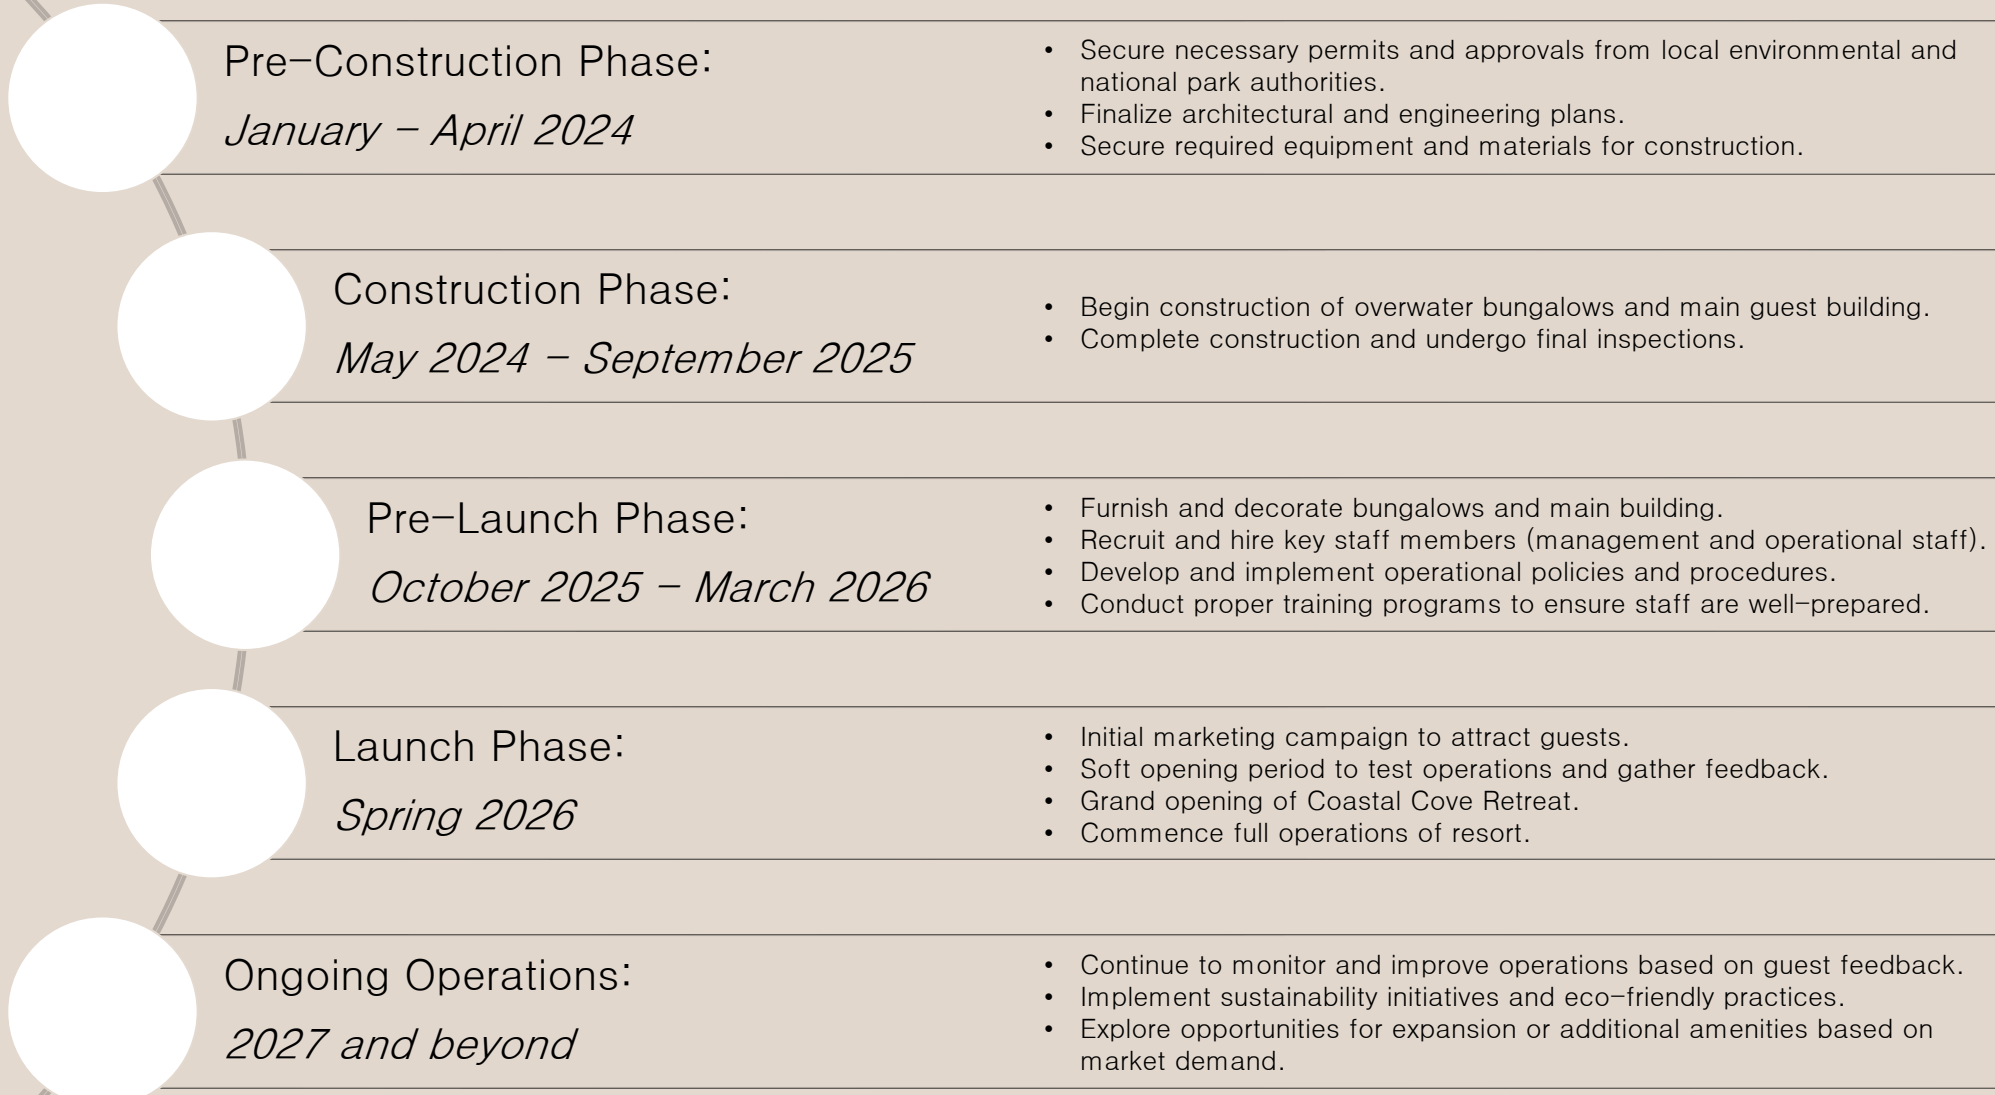 Pre-Construction Phase:
January - April 2024
• Secure necessary permits and approvals from local environmental and
national park authorities.
• Finalize architectural and engineering plans.
• Secure required equipment and materials for construction.
Construction Phase:
May 2024 - September 2025
• Begin construction of overwater bungalows and main guest building.
• Complete construction and undergo final inspections.
Pre-Launch Phase:
October 2025 - March 2026
• Furnish and decorate bungalows and main building.
• Recruit and hire key staff members (management and operational staff).
• Develop and implement operational policies and procedures.
• Conduct proper training programs to ensure staff are well-prepared.
Launch Phase:
Spring 2026
• Initial marketing campaign to attract guests.
• Soft opening period to test operations and gather feedback.
• Grand opening of Coastal Cove Retreat.
• Commence full operations of resort.
Ongoing Operations:
2027 and beyond
• Continue to monitor and improve operations based on guest feedback.
• Implement sustainability initiatives and eco-friendly practices.
• Explore opportunities for expansion or additional amenities based on
market demand.